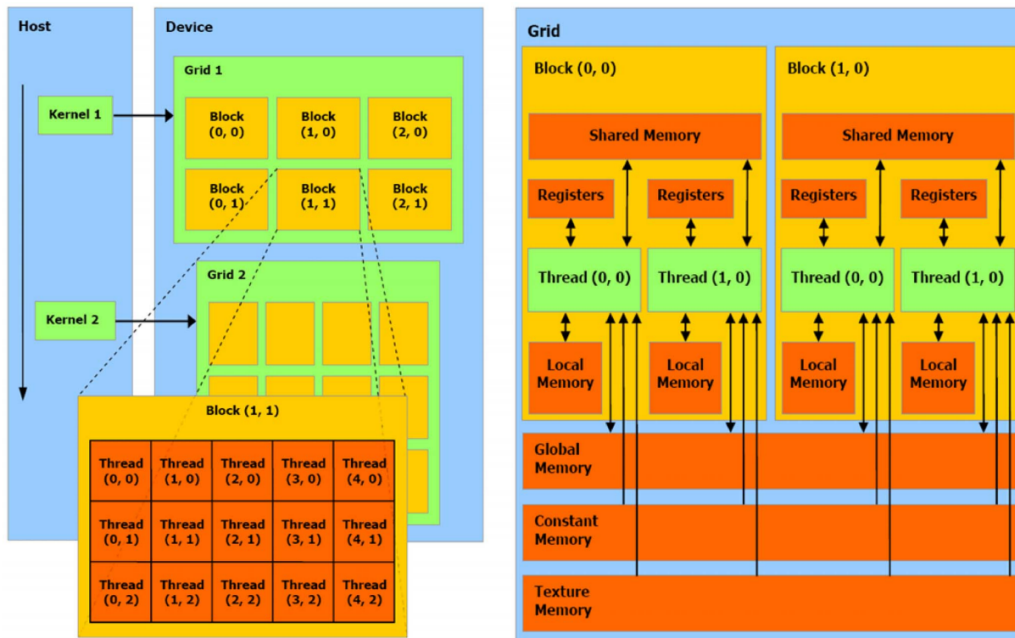 Host
Device
Grid 1
Kernel 1
Block
(0, 0)
Block
(1, 0)
Block
(2, 0)
Block
(0, 1)
Block
(1, 1)
Block
(2, 1)
Grid 2
Kernel 2
Block (1, 1)
Thread
(0, 0)
Thread
(1, 0)
Thread
(2, 0)
Thread
(3, 0)
Thread
(4, 0)
Thread
(0, 1)
Thread
(1, 1)
Thread
(2, 1)
Thread
(3, 1)
Thread
(4, 1)
Thread
(0, 2)
Thread
(1, 2)
Thread
(2, 2)
Thread
(3, 2)
Thread
(4, 2)
Grid
Block (0, 0)
Shared Memory
Registers
Registers
Thread (0, 0)
Thread (1, 0)
Local
Memory
Local
Memory
Block (1, 0)
Shared Memory
Registers
Registers
Thread (0, 0)
Thread (1, 0)
Local
Memory
Local
Memory
Global
Memory
Constant
Memory
Texture
Memory